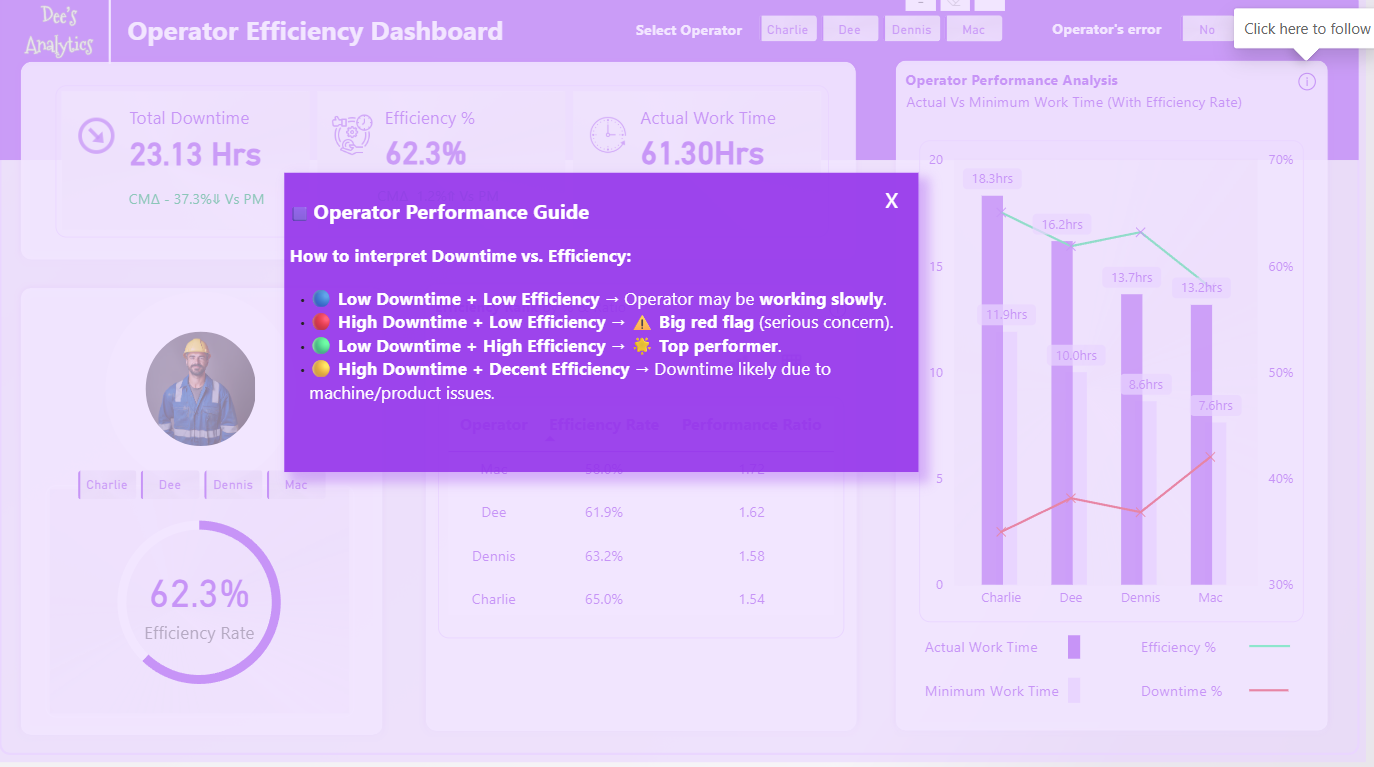 Dee's
Analytics
Operator Efficiency Dashboard
Select Operator
Charlie
Dee
Dennis
Mac
Operator's error
No
Click here to follow
Total Downtime
23.13 Hrs
CMΔ - 37.3%⇓ Vs PM
Efficiency %
62.3%
Actual Work Time
61.30Hrs
Operator Performance Analysis
Actual Vs Minimum Work Time (With Efficiency Rate)
X
Operator Performance Guide
How to interpret Downtime vs. Efficiency:
• 🔵 Low Downtime + Low Efficiency → Operator may be working slowly.
• 🔴 High Downtime + Low Efficiency → ⚠️ Big red flag (serious concern).
• 🟢 Low Downtime + High Efficiency → 🌟 Top performer.
• 🟡 High Downtime + Decent Efficiency → Downtime likely due to
machine/product issues.
Charlie
Dee
Dennis
Mac
62.3%
Efficiency Rate
Operator Efficiency Rate Performance Ratio
Mac 58.0% 1.72
Dee 61.9% 1.62
Dennis 63.2% 1.58
Charlie 65.0% 1.54
20
15
10
5
0
70%
60%
50%
40%
30%
18.3hrs
16.2hrs
13.7hrs
13.2hrs
11.9hrs
10.0hrs
8.6hrs
7.6hrs
Charlie
Dee
Dennis
Mac
Actual Work Time
Efficiency %
Minimum Work Time
Downtime %